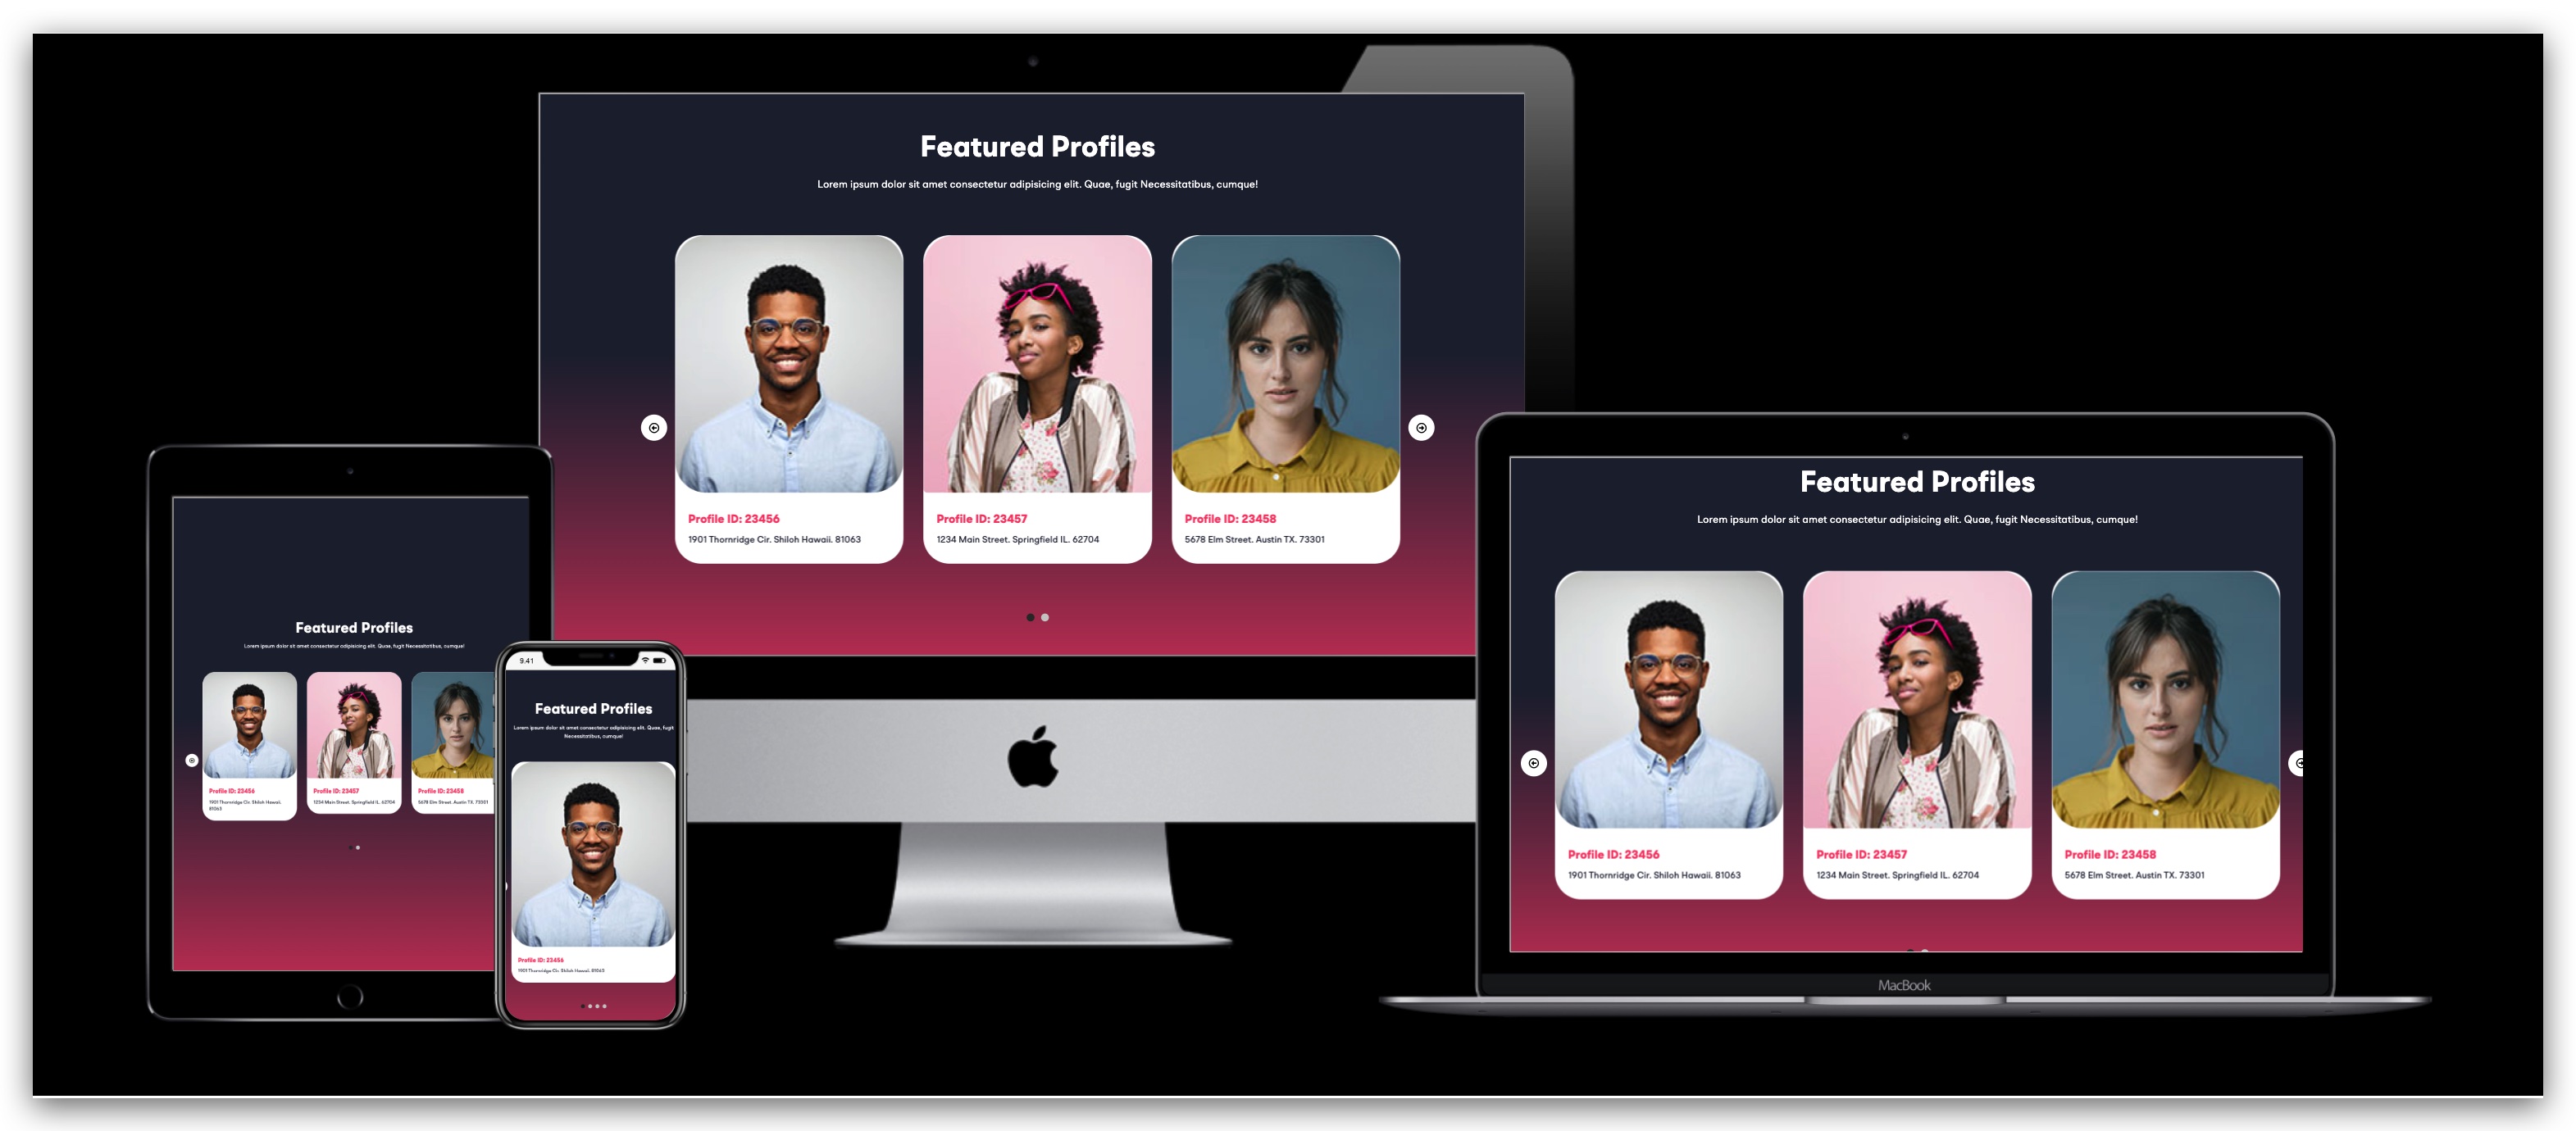 Featured Profiles
Lorem ipsum dolor sit amet consectetur adipisicing elit. Quae, fugit Necessitatibus, cumque!
Profile ID: 23456
1901 Thornridge Cir. Shiloh Hawaii. 81063
Profile ID: 23457
1234 Main Street. Springfield IL. 62704
Profile ID: 23458
5678 Elm Street. Austin TX. 73301
Featured Profiles
Lorem ipsum dolor sit amet consectetur adipisicing elit. Quae, fugit Necessitatibus, cumque!
Profile ID: 23456
1901 Thornridge Cir. Shiloh Hawaii.
81063
Profile ID: 23457
1234 Main Street. Springfield IL. 62704
Profile ID: 23458
5678 Elm Street. Austin TX. 73301
9:41
Featured Profiles
Lorem ipsum dolor sit amet consectetur adipisicing elit. Quae, fugit
Necessitatibus, cumque!
Profile ID: 23456
1901 Thornridge Cir. Shiloh Hawaii. 81063
Featured Profiles
Lorem ipsum dolor sit amet consectetur adipisicing elit. Quae, fugit Necessitatibus, cumque!
Profile ID: 23456
1901 Thornridge Cir. Shiloh Hawaii. 81063
Profile ID: 23457
1234 Main Street. Springfield IL. 62704
Profile ID: 23458
5678 Elm Street. Austin TX. 73301
MacBook